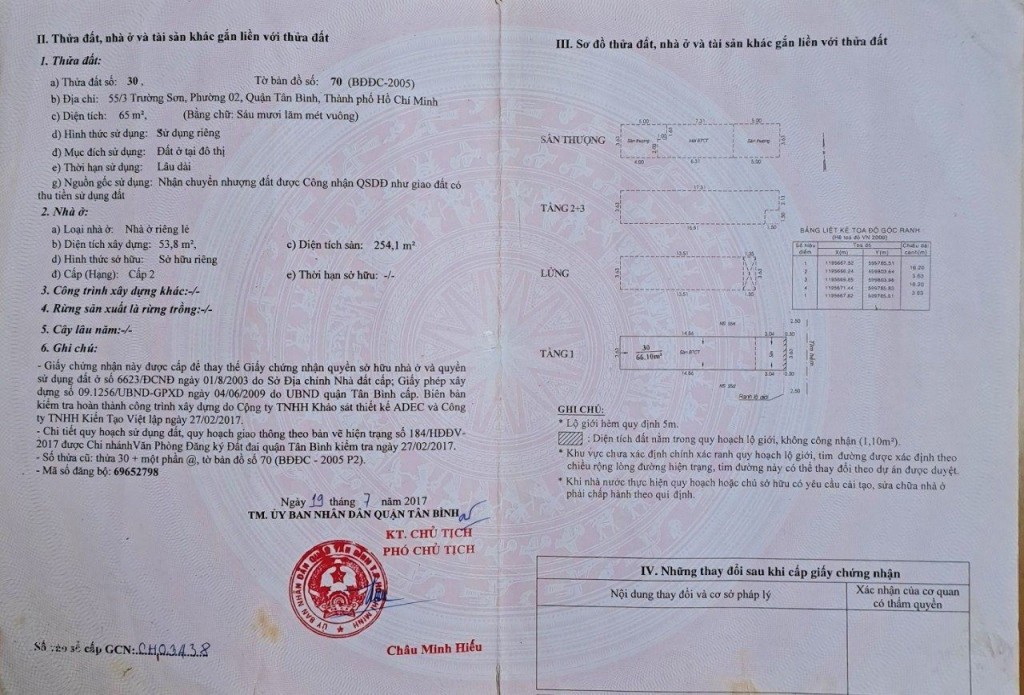 II. Thửa đất, nhà ở và tài sản khác gắn liền với thửa đất
1. Thửa đất:
a) Thửa đất số: 30 , Tờ bản đồ số: 70 (BĐĐC-2005)
b) Địa chỉ: 55/3 Trường Sơn, Phường 02, Quận Tân Bình, Thành phố Hồ Chí Minh
c) Diện tích: 65 m², (Bằng chữ: Sáu mươi lăm mét vuông)
d) Hình thức sử dụng: Sử dụng riêng
đ) Mục đích sử dụng: Đất ở tại đô thị
e) Thời hạn sử dụng: Lâu dài
g) Nguồn gốc sử dụng: Nhận chuyển nhượng đất được Công nhận QSDĐ như giao đất có
thu tiền sử dụng đất
2. Nhà ở:
a) Loại nhà ở: Nhà ở riêng lẻ
b) Diện tích xây dựng: 53,8 m², c) Diện tích sàn: 254,1 m²
d) Hình thức sở hữu: Sở hữu riêng
đ) Cấp (Hạng): Cấp 2 e) Thời hạn sở hữu: -/-
3. Công trình xây dựng khác:-/-
4. Rừng sản xuất là rừng trồng:-/-
5. Cây lâu năm:-/-
6. Ghi chú:
- Giấy chứng nhận này được cấp để thay thế Giấy chứng nhận quyền sở hữu nhà ở và quyền
sử dụng đất ở số 6623/ĐCNĐ ngày 01/8/2003 do Sở Địa chính Nhà đất cấp; Giấy phép xây
dựng số 09.1256/UBND-GPXD ngày 04/06/2009 do UBND quận Tân Bình cấp. Biên bản
kiểm tra hoàn thành công trình xây dựng do Công ty TNHH Khảo sát thiết kế ADEC và Công
ty TNHH Kiến Tạo Việt lập ngày 27/02/2017.
- Chi tiết quy hoạch sử dụng đất, quy hoạch giao thông theo bản vẽ hiện trạng số 184/HĐĐV-
2017 được Chi nhánhVăn Phòng Đăng ký Đất đai quận Tân Bình kiểm tra ngày 27/02/2017.
- Số thửa cũ: thửa 30 + một phần @, tờ bản đồ số 70 (BĐĐC - 2005 P2).
- Mã số đăng bộ: 69652798
Ngày 19 tháng 7 năm 2017
TM. ỦY BAN NHÂN DÂN QUẬN TÂN BÌNH
KT. CHỦ TỊCH
PHÓ CHỦ TỊCH
Châu Minh Hiếu
cấp GCN: CH03438
III. Sơ đồ thửa đất, nhà ở và tài sản khác gắn liền với thửa đất
SÂN THƯỢNG
TẦNG 2+3
LỬNG
TẦNG 1
30
66.10m²
BẢNG LIỆT KÊ TỌA ĐỘ GÓC RANH
Tim hẻm
Ranh lộ giới
GHI CHÚ:
* Lộ giới hẻm quy định 5m.
: Diện tích đất nằm trong quy hoạch lộ giới, không công nhận (1,10m²).
* Khu vực chưa xác định chính xác ranh quy hoạch lộ giới, tim đường được xác định theo
chiều rộng lòng đường hiện trạng, tim đường này có thể thay đổi theo dự án được duyệt.
* Khi nhà nước thực hiện quy hoạch hoặc chủ sở hữu có yêu cầu cải tạo, sửa chữa nhà ở
phải chấp hành theo qui định.
IV. Những thay đổi sau khi cấp giấy chứng nhận
Nội dung thay đổi và cơ sở pháp lý
Xác nhận của cơ quan
có thẩm quyền